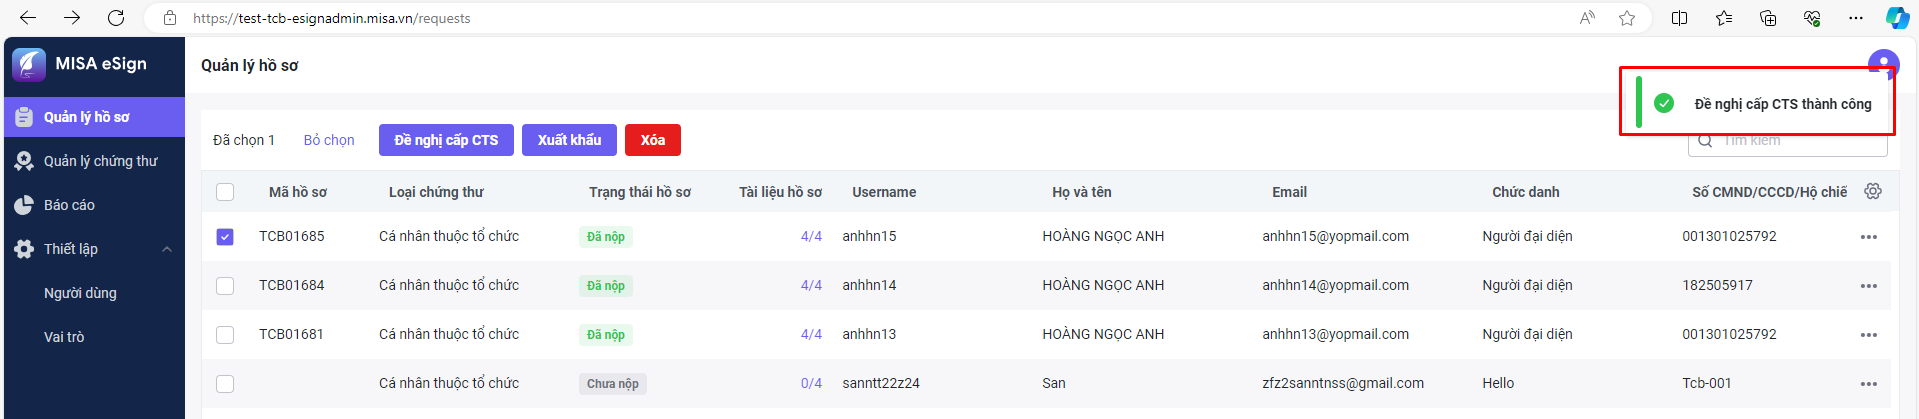 https://test-tcb-esignadmin.misa.vn/requests
MISA eSign
Quản lý hồ sơ
Quản lý chứng thư
Báo cáo
Thiết lập
Người dùng
Vai trò
Quản lý hồ sơ
Đề nghị cấp CTS thành công
Đã chọn 1 Bỏ chọn Đề nghị cấp CTS Xuất khẩu Xóa Tìm kiếm
Mã hồ sơ Loại chứng thư Trạng thái hồ sơ Tài liệu hồ sơ Username Họ và tên Email Chức danh Số CMND/CCCD/Hộ chiế
TCB01685 Cá nhân thuộc tổ chức Đã nộp 4/4 anhhn15 HOÀNG NGỌC ANH anhhn15@yopmail.com Người đại diện 001301025792
TCB01684 Cá nhân thuộc tổ chức Đã nộp 4/4 anhhn14 HOÀNG NGỌC ANH anhhn14@yopmail.com Người đại diện 182505917
TCB01681 Cá nhân thuộc tổ chức Đã nộp 4/4 anhhn13 HOÀNG NGỌC ANH anhhn13@yopmail.com Người đại diện 001301025792
Cá nhân thuộc tổ chức Chưa nộp 0/4 sanntt22z24 San zfz2sanntnss@gmail.com Hello Tcb-001